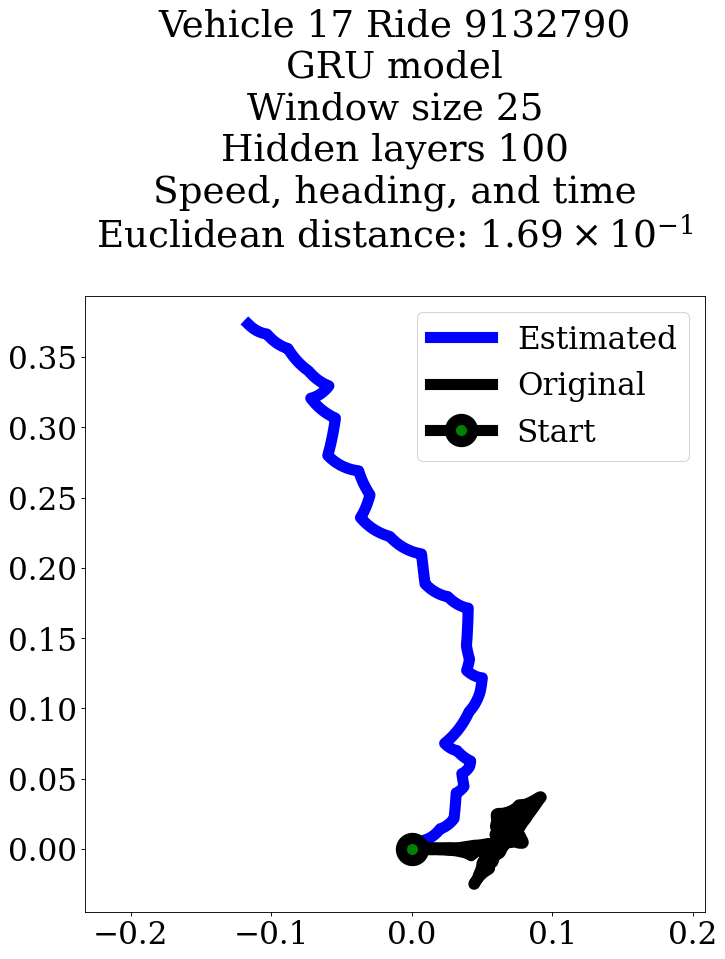 Vehicle 17 Ride 9132790
GRU model
Window size 25
Hidden layers 100
Speed, heading, and time
Euclidean distance: 1.69 × 10⁻¹
Estimated
Original
Start
0.35
0.30
0.25
0.20
0.15
0.10
0.05
0.00
−0.2 −0.1 0.0 0.1 0.2